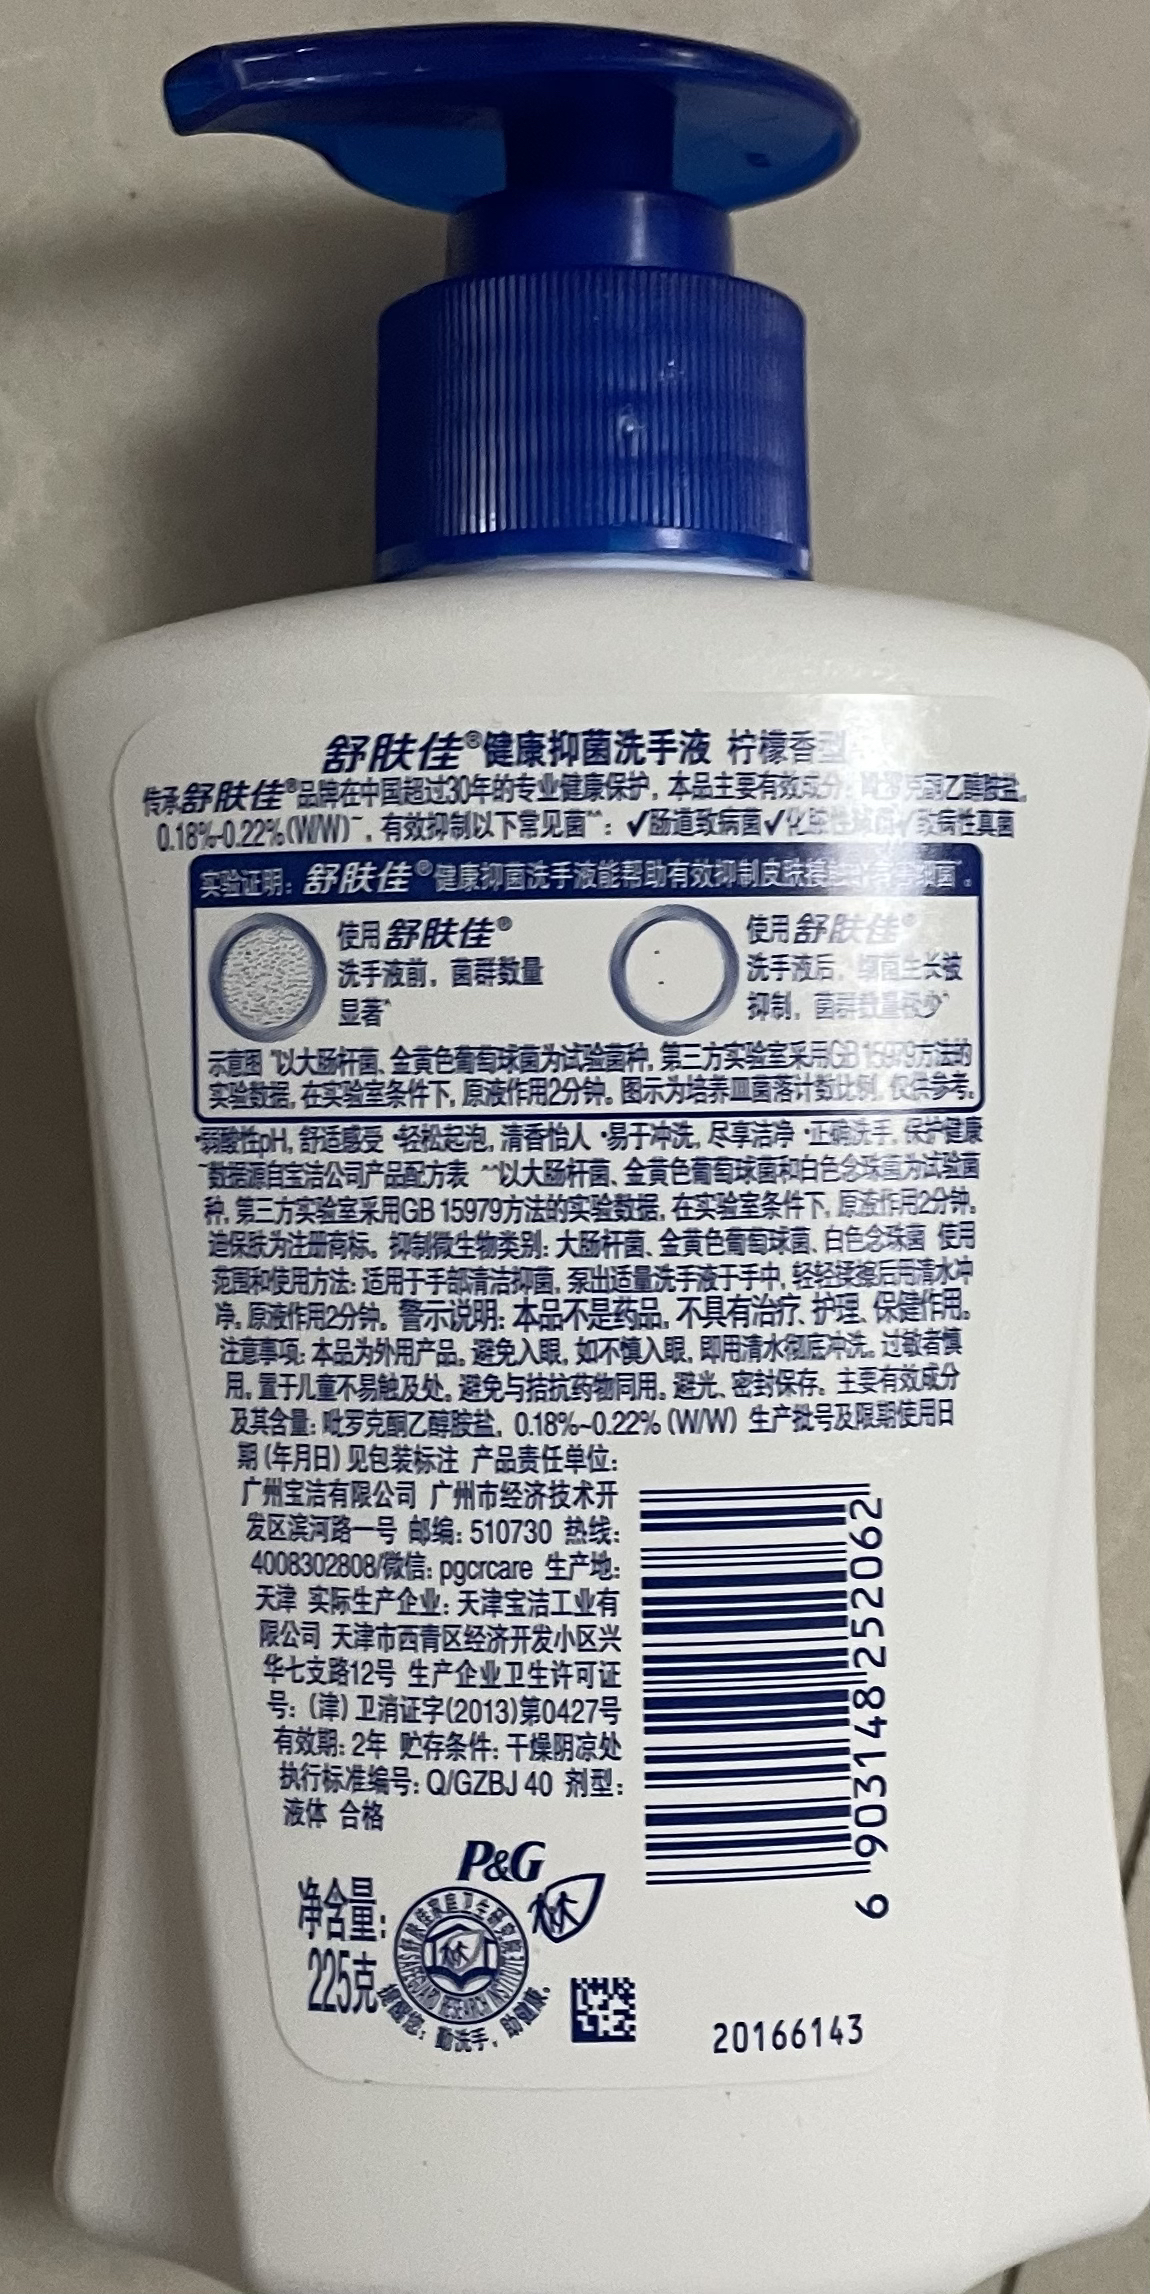 舒肤佳®健康抑菌洗手液 柠檬香型
传承舒肤佳®品牌在中国超过30年的专业健康保护，本品主要有效成分：吡罗克酮乙醇胺盐，
0.18%-0.22%(W/W)~，有效抑制以下常见菌^^：✓肠道致病菌✓化脓性球菌✓致病性真菌
实验证明：舒肤佳®健康抑菌洗手液能帮助有效抑制皮肤接触的有害细菌*。
使用舒肤佳®
洗手液前，菌群数量
显著*
使用舒肤佳®
洗手液后，细菌生长被
抑制，菌群数量极少*
示意图 *以大肠杆菌、金黄色葡萄球菌为试验菌种，第三方实验室采用GB 15979方法的
实验数据，在实验室条件下，原液作用2分钟。图示为培养皿菌落计数比例，仅供参考。
•弱酸性pH，舒适感受 •轻松起泡，清香怡人 •易于冲洗，尽享洁净 •正确洗手，保护健康
~数据源自宝洁公司产品配方表 ^^以大肠杆菌、金黄色葡萄球菌和白色念珠菌为试验菌
种，第三方实验室采用GB 15979方法的实验数据，在实验室条件下，原液作用2分钟。
迪保肤为注册商标。抑制微生物类别：大肠杆菌、金黄色葡萄球菌、白色念珠菌 使用
范围和使用方法：适用于手部清洁抑菌，泵出适量洗手液于手中，轻轻揉擦后用清水冲
净。原液作用2分钟。警示说明：本品不是药品，不具有治疗、护理、保健作用。
注意事项：本品为外用产品。避免入眼，如不慎入眼，即用清水彻底冲洗。过敏者慎
用。置于儿童不易触及处。避免与拮抗药物同用。避光、密封保存。主要有效成分
及其含量：吡罗克酮乙醇胺盐，0.18%~0.22% (W/W) 生产批号及限期使用日
期(年月日)见包装标注 产品责任单位：
广州宝洁有限公司 广州市经济技术开
发区滨河路一号 邮编：510730 热线：
4008302808/微信：pgcrcare 生产地：
天津 实际生产企业：天津宝洁工业有
限公司 天津市西青区经济开发小区兴
华七支路12号 生产企业卫生许可证
号：(津)卫消证字(2013)第0427号
有效期：2年 贮存条件：干燥阴凉处
执行标准编号：Q/GZBJ 40 剂型：
液体 合格
6 903148 252062
P&G
净含量：
225克
舒肤佳家庭卫生研究院
SAFEGUARD RESEARCH INSTITUTE
提醒您：勤洗手，助健康。
20166143